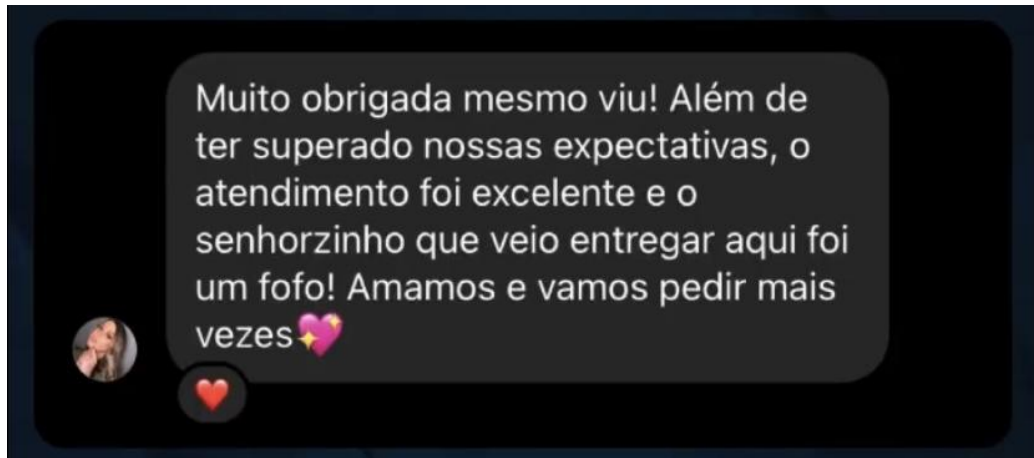 Muito obrigada mesmo viu! Além de
ter superado nossas expectativas, o
atendimento foi excelente e o
senhorzinho que veio entregar aqui foi
um fofo! Amamos e vamos pedir mais
vezes💖